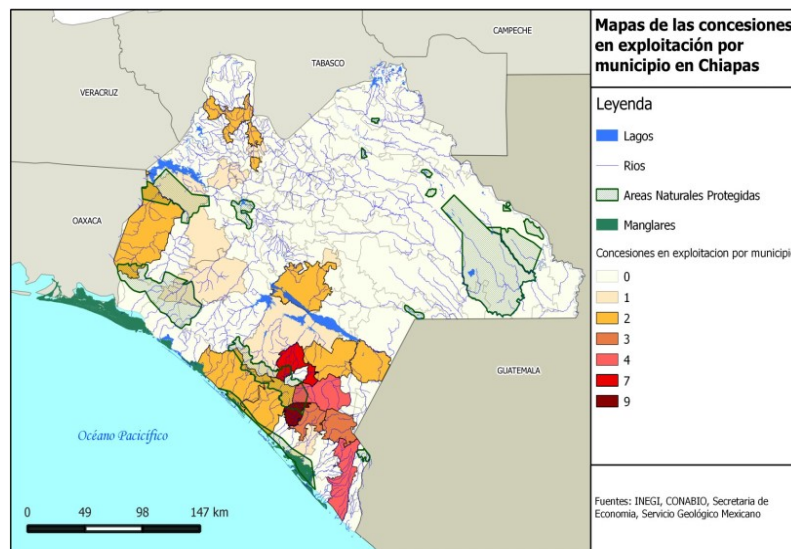 Mapas de las concesiones
en exploitación por
municipio en Chiapas
Leyenda
Lagos
Rios
Areas Naturales Protegidas
Manglares
Concesiones en exploitacion por municipio
0
1
2
3
4
7
9
Fuentes: INEGI, CONABIO, Secretaria de
Economia, Servicio Geológico Mexicano
CAMPECHE
TABASCO
VERACRUZ
OAXACA
GUATEMALA
Océano Pacicífico
0 49 98 147 km